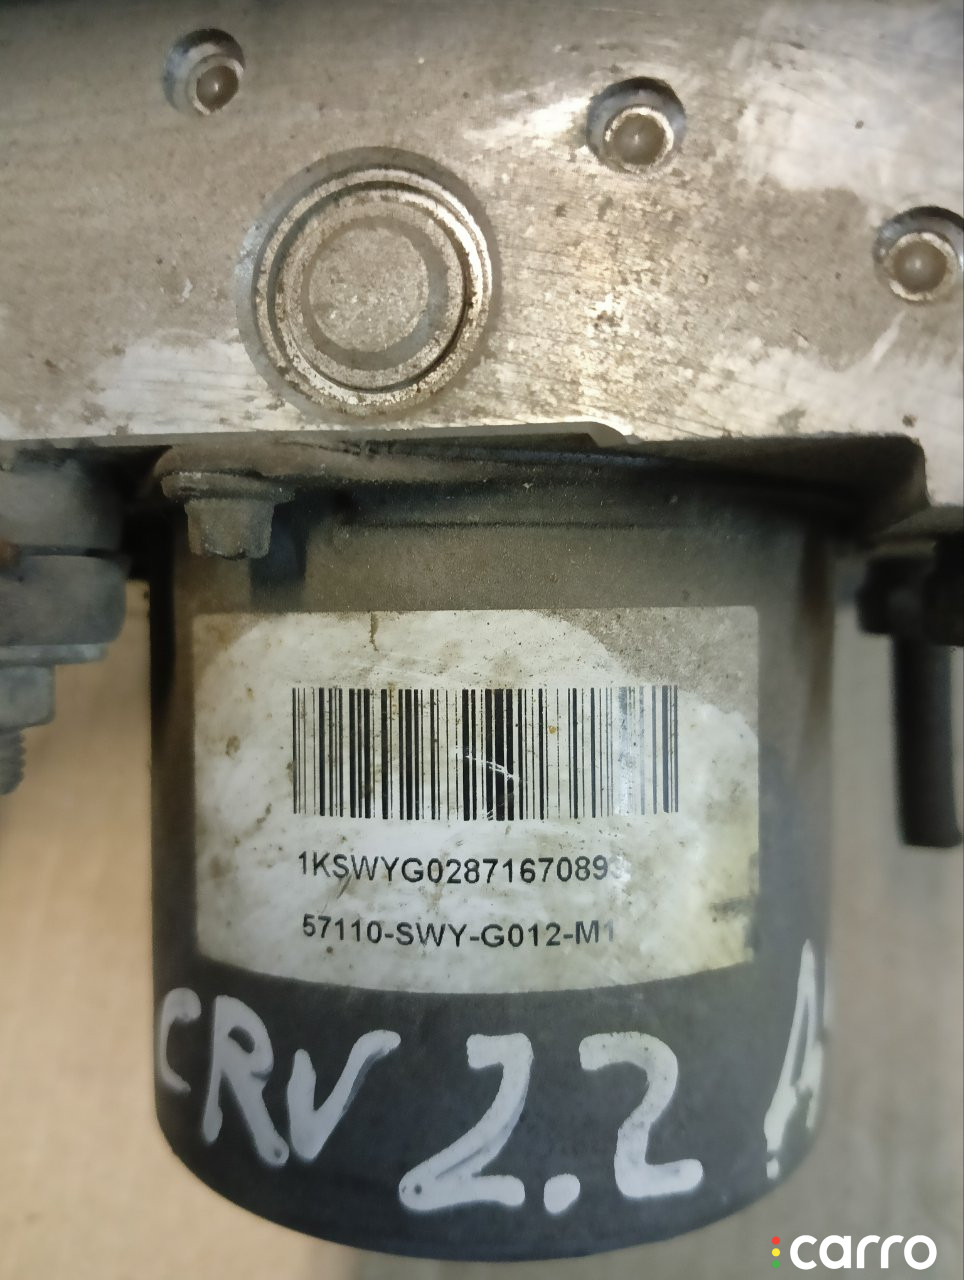 1KSWYG0287167089
57110-SWY-G012-M1
CRV 2.2 A
carro